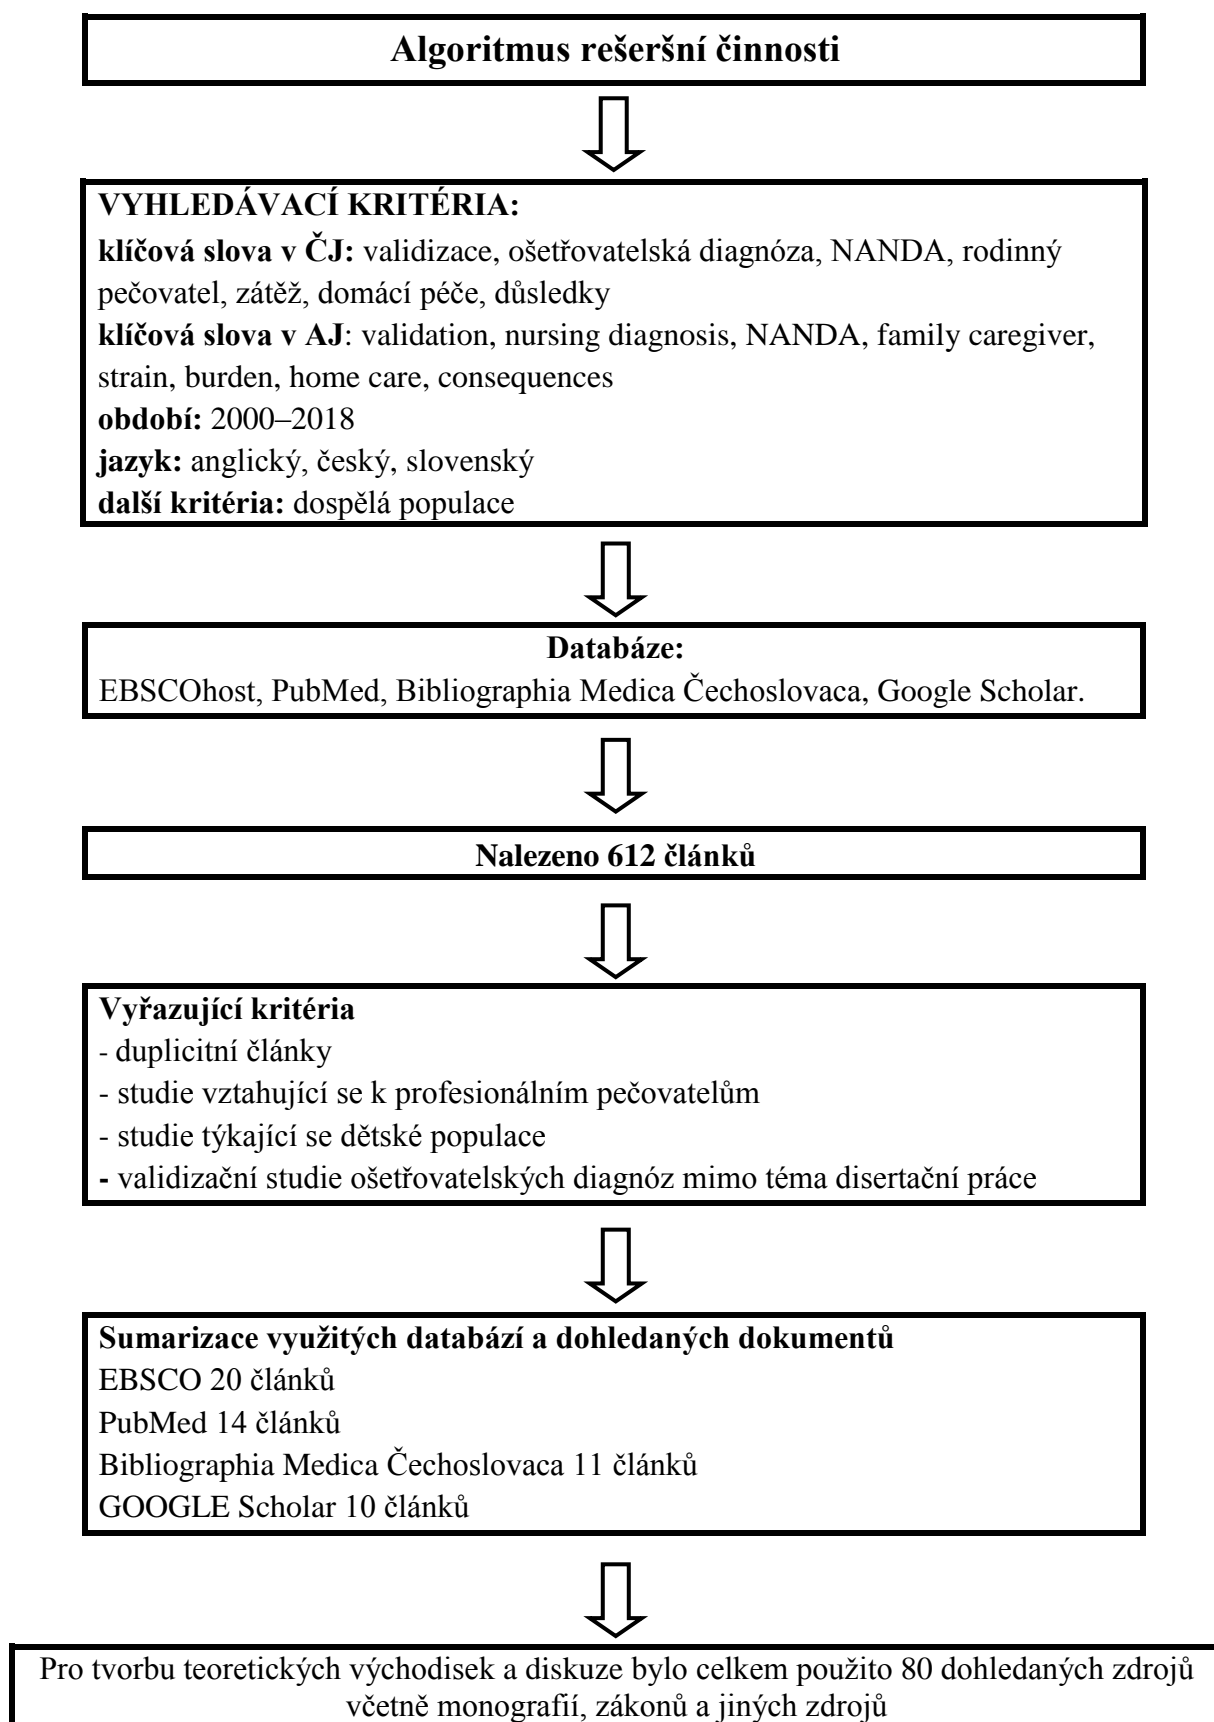 Algoritmus rešeršní činnosti
VYHLEDÁVACÍ KRITÉRIA:
klíčová slova v ČJ: validizace, ošetřovatelská diagnóza, NANDA, rodinný
pečovatel, zátěž, domácí péče, důsledky
klíčová slova v AJ: validation, nursing diagnosis, NANDA, family caregiver,
strain, burden, home care, consequences
období: 2000–2018
jazyk: anglický, český, slovenský
další kritéria: dospělá populace
Databáze:
EBSCOhost, PubMed, Bibliographia Medica Čechoslovaca, Google Scholar.
Nalezeno 612 článků
Vyřazující kritéria
- duplicitní články
- studie vztahující se k profesionálním pečovatelům
- studie týkající se dětské populace
- validizační studie ošetřovatelských diagnóz mimo téma disertační práce
Sumarizace využitých databází a dohledaných dokumentů
EBSCO 20 článků
PubMed 14 článků
Bibliographia Medica Čechoslovaca 11 článků
GOOGLE Scholar 10 článků
Pro tvorbu teoretických východisek a diskuze bylo celkem použito 80 dohledaných zdrojů
včetně monografií, zákonů a jiných zdrojů